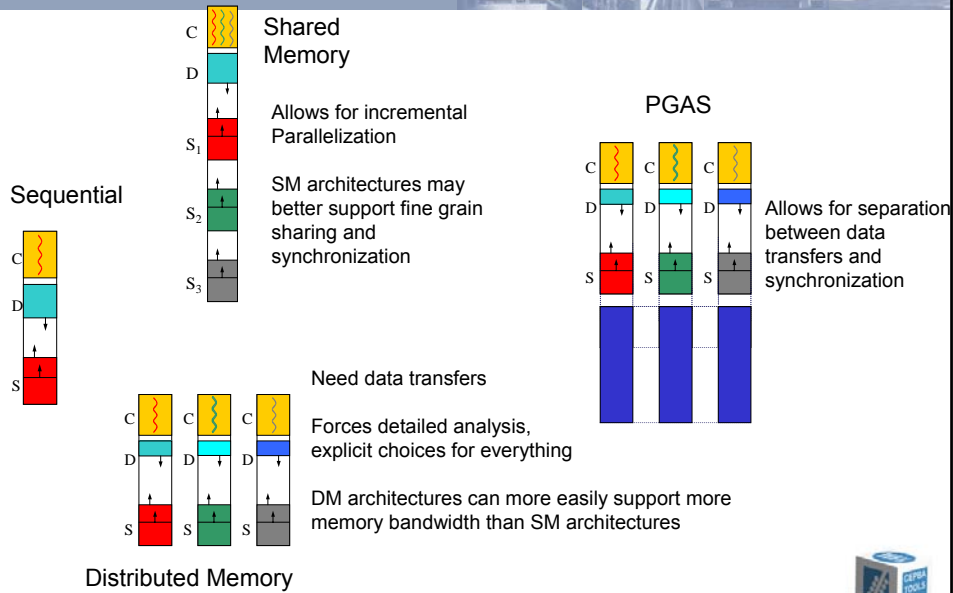 Shared
Memory
C
D
S1
S2
S3
Allows for incremental
Parallelization
SM architectures may
better support fine grain
sharing and
synchronization
PGAS
C
C
C
D
D
D
S
S
S
Allows for separation
between data
transfers and
synchronization
Sequential
C
D
S
Need data transfers
Forces detailed analysis,
explicit choices for everything
DM architectures can more easily support more
memory bandwidth than SM architectures
C
C
C
D
D
D
S
S
S
Distributed Memory
CEPBA
TOOLS